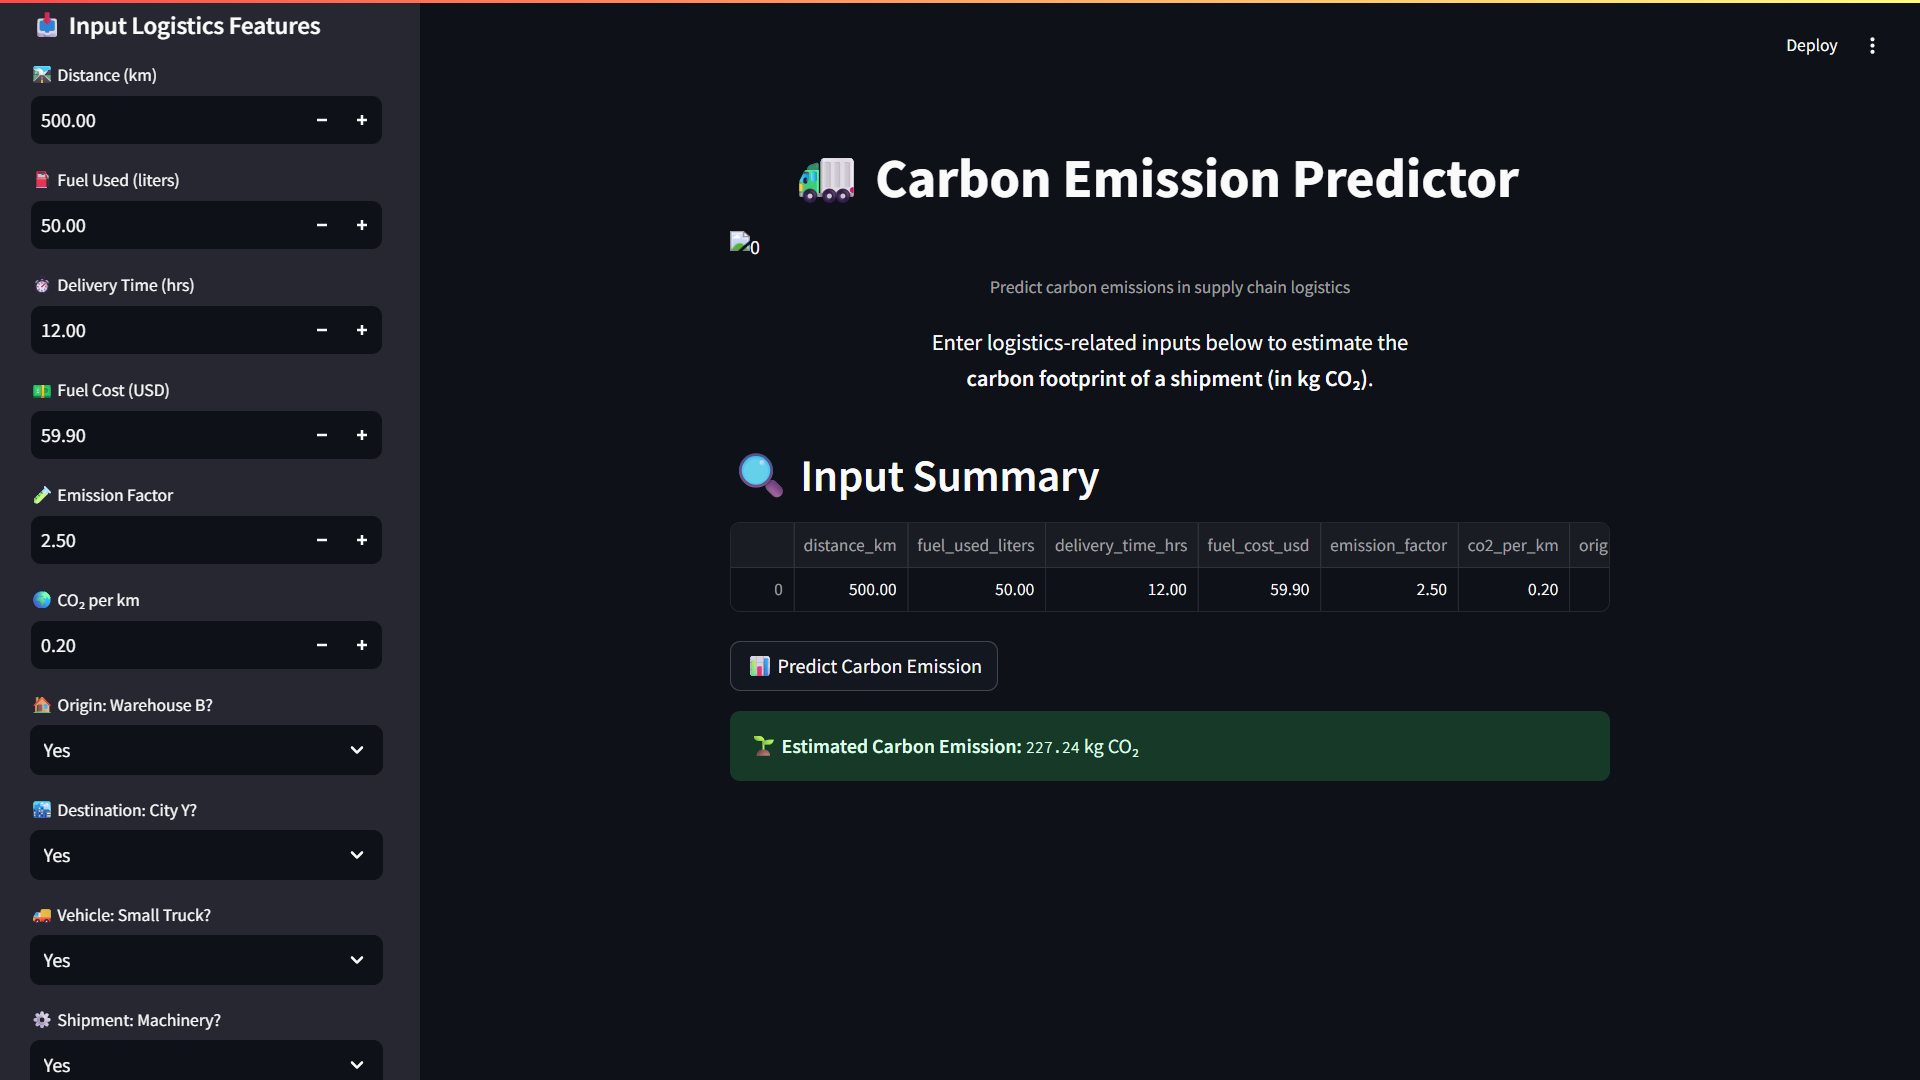 Input Logistics Features
Distance (km)
500.00
Fuel Used (liters)
50.00
Delivery Time (hrs)
12.00
Fuel Cost (USD)
59.90
Emission Factor
2.50
CO₂ per km
0.20
Origin: Warehouse B?
Yes
Destination: City Y?
Yes
Vehicle: Small Truck?
Yes
Shipment: Machinery?
Yes
Deploy
Carbon Emission Predictor
0
Predict carbon emissions in supply chain logistics
Enter logistics-related inputs below to estimate the
carbon footprint of a shipment (in kg CO₂).
Input Summary
distance_km fuel_used_liters delivery_time_hrs fuel_cost_usd emission_factor co2_per_km orig
0 500.00 50.00 12.00 59.90 2.50 0.20
Predict Carbon Emission
Estimated Carbon Emission: 227.24 kg CO₂